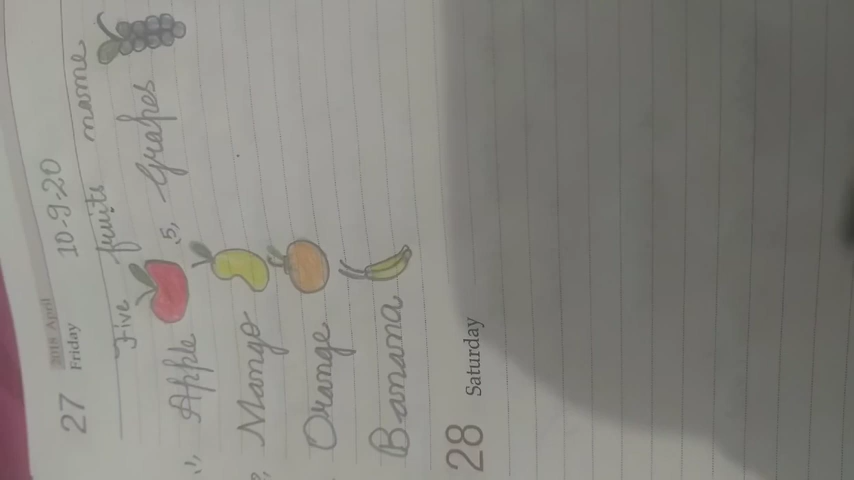 2018 April
27 Friday 10-9-20
Five fruits name
1, Apple 5, Grapes
Mango
Orange
Banana
28 Saturday